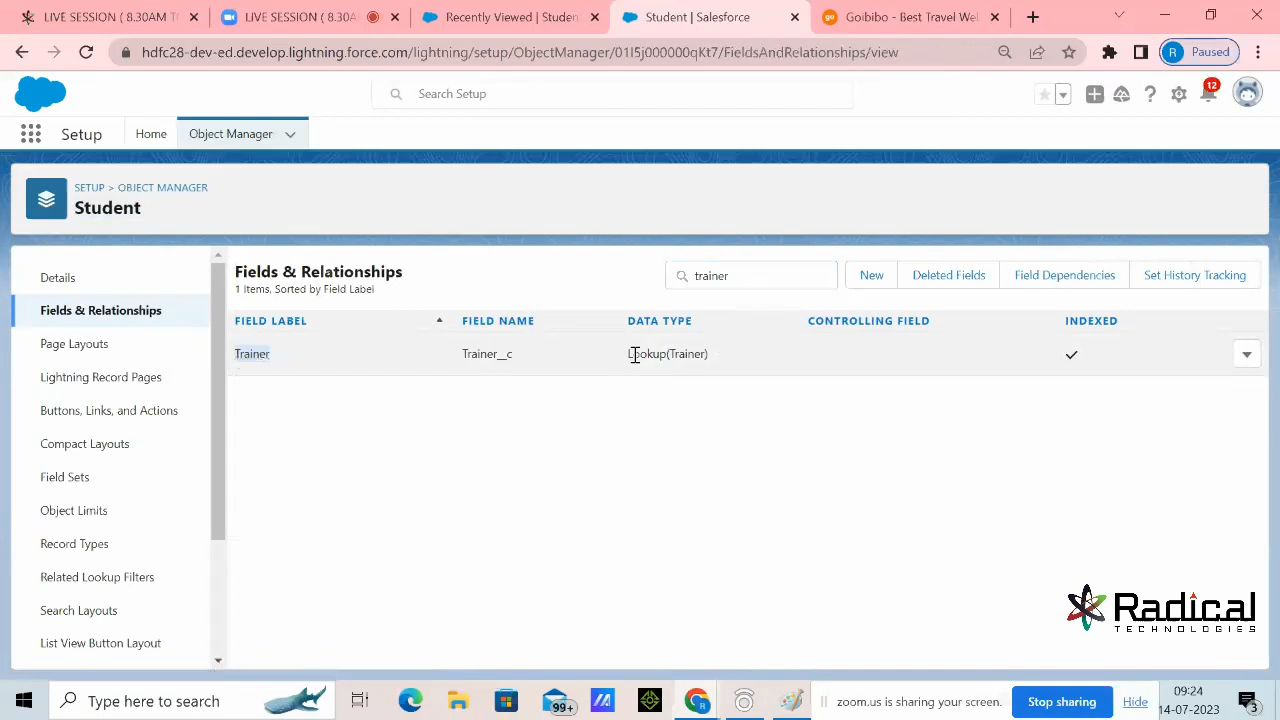 LIVE SESSION ( 8.30AM TO
LIVE SESSION ( 8.30A
Recently Viewed | Studen
Student | Salesforce
Goibibo - Best Travel Web
hdfc28-dev-ed.develop.lightning.force.com/lightning/setup/ObjectManager/01I5j000000qKt7/FieldsAndRelationships/view
R Paused
Search Setup
12
Setup
Home
Object Manager
SETUP > OBJECT MANAGER
Student
Details
Fields & Relationships
Page Layouts
Lightning Record Pages
Buttons, Links, and Actions
Compact Layouts
Field Sets
Object Limits
Record Types
Related Lookup Filters
Search Layouts
List View Button Layout
Fields & Relationships
1 Items, Sorted by Field Label
trainer
New
Deleted Fields
Field Dependencies
Set History Tracking
FIELD LABEL FIELD NAME DATA TYPE CONTROLLING FIELD INDEXED
Trainer Trainer__c Lookup(Trainer)
Radical
TECHNOLOGIES
Type here to search
99+
R
zoom.us is sharing your screen.
Stop sharing
Hide
09:24
14-07-2023
3